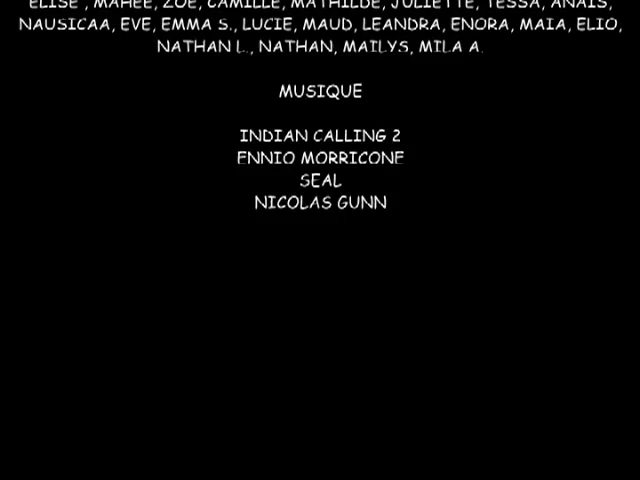 ELISE , MAHEE, ZOE, CAMILLE, MATHILDE, JULIETTE, TESSA, ANAIS,
NAUSICAA, EVE, EMMA S., LUCIE, MAUD, LEANDRA, ENORA, MAIA, ELIO,
NATHAN L., NATHAN, MAILYS, MILA A.
MUSIQUE
INDIAN CALLING 2
ENNIO MORRICONE
SEAL
NICOLAS GUNN